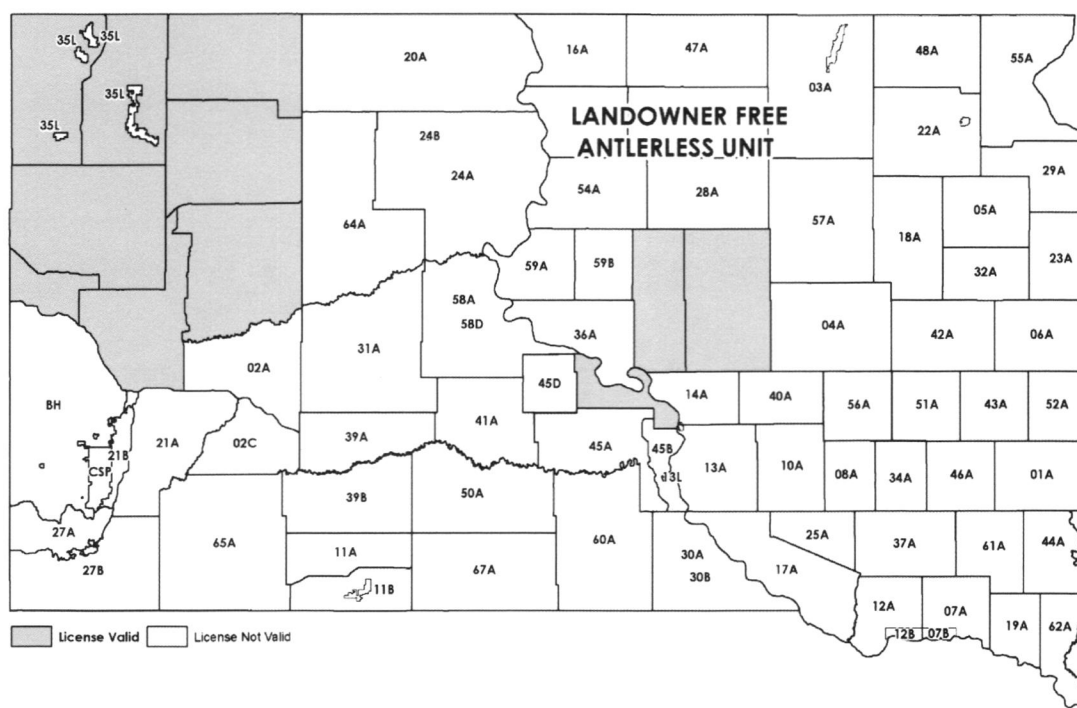 35L
35L
20A
16A
47A
48A
55A
35L
03A
LANDOWNER FREE
ANTLERLESS UNIT
35L
24B
22A
24A
54A
28A
29A
64A
57A
18A
05A
59A
59B
32A
23A
58A
58D
36A
04A
42A
06A
31A
02A
45D
BH
14A
40A
56A
51A
43A
52A
21A
02C
39A
41A
45A
45B
21B
CSP
13L
13A
10A
08A
34A
46A
01A
39B
50A
27A
65A
11A
60A
30A
25A
37A
61A
44A
27B
11B
67A
30B
17A
12A
07A
19A
62A
12B
07B
License Valid
License Not Valid